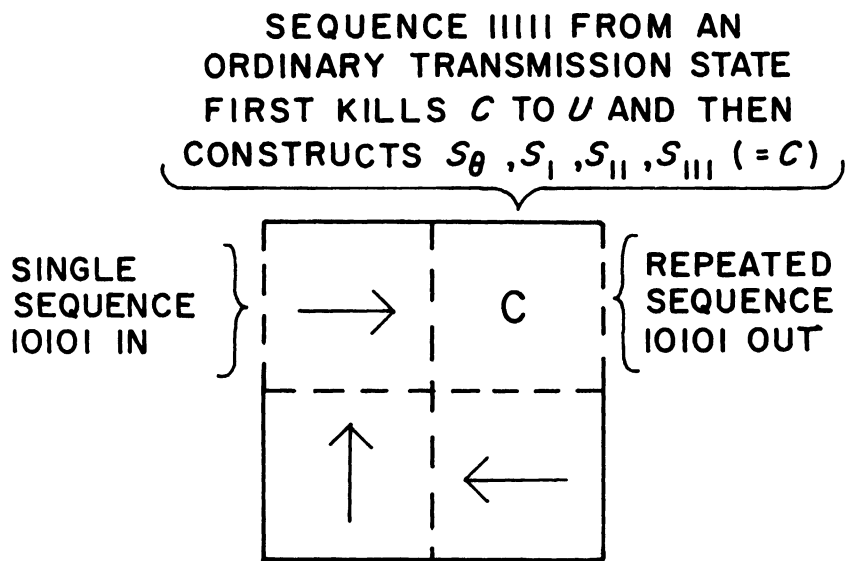 SEQUENCE 11111 FROM AN
ORDINARY TRANSMISSION STATE
FIRST KILLS C TO U AND THEN
CONSTRUCTS Sθ, S₁, S₁₁, S₁₁₁ (=C)
SINGLE
SEQUENCE
10101 IN
C
REPEATED
SEQUENCE
10101 OUT